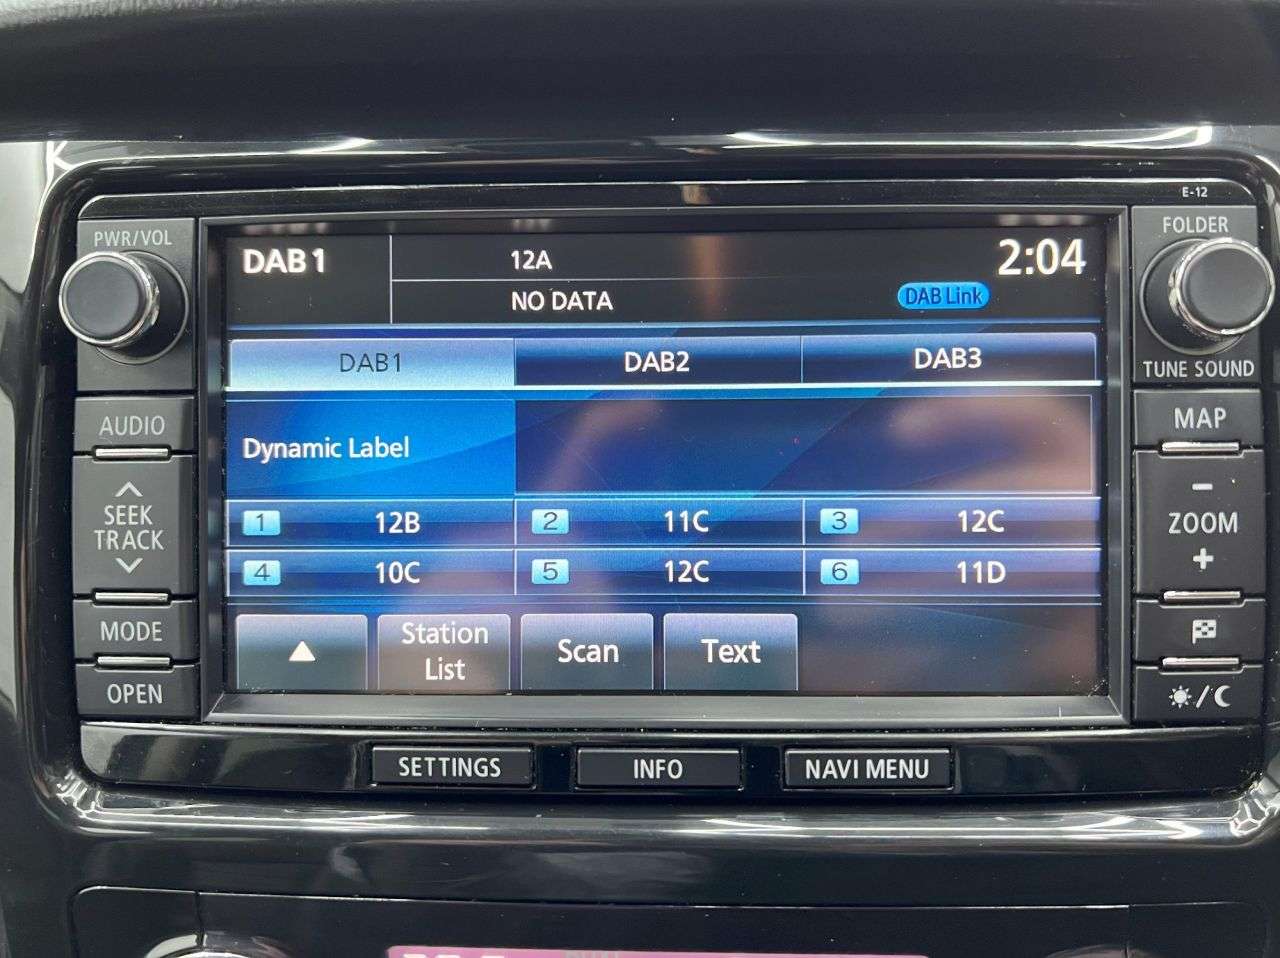 E-12
PWR/VOL
FOLDER
DAB 1
12A
2:04
NO DATA
DAB Link
TUNE SOUND
DAB1
DAB2
DAB3
AUDIO
MAP
Dynamic Label
SEEK
TRACK
-
ZOOM
+
1 12B
2 11C
3 12C
4 10C
5 12C
6 11D
MODE
OPEN
Station
List
Scan
Text
SETTINGS
INFO
NAVI MENU